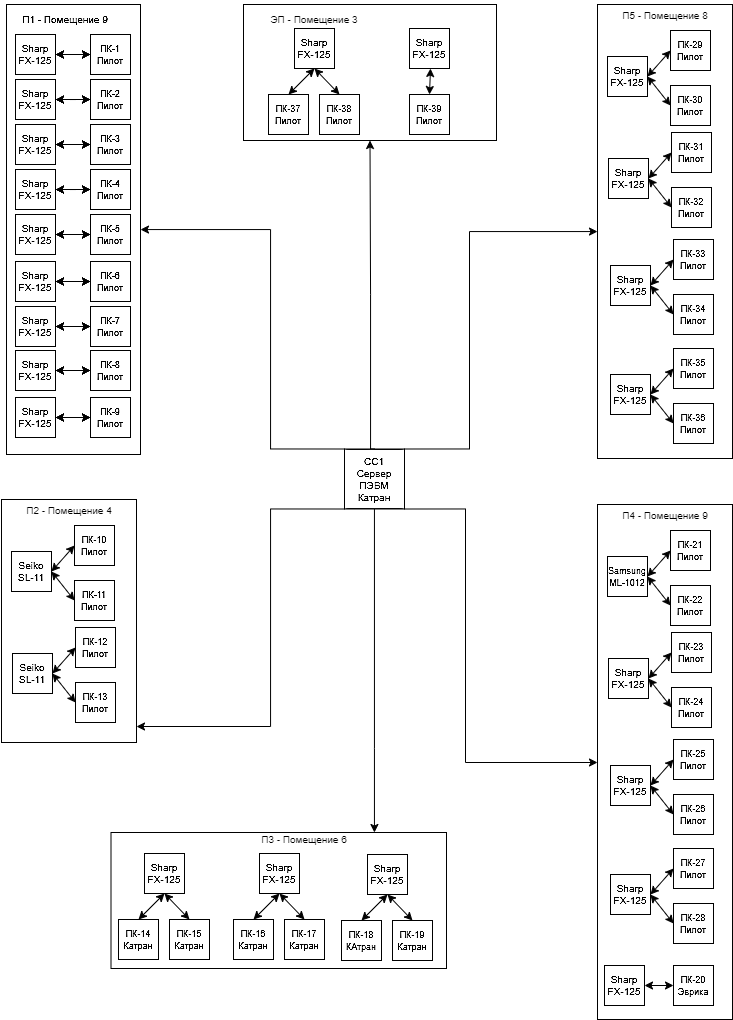 П1 - Помещение 9
Sharp
FX-125
ПК-1
Пилот
Sharp
FX-125
ПК-2
Пилот
Sharp
FX-125
ПК-3
Пилот
Sharp
FX-125
ПК-4
Пилот
Sharp
FX-125
ПК-5
Пилот
Sharp
FX-125
ПК-6
Пилот
Sharp
FX-125
ПК-7
Пилот
Sharp
FX-125
ПК-8
Пилот
Sharp
FX-125
ПК-9
Пилот
ЭП - Помещение 3
Sharp
FX-125
Sharp
FX-125
ПК-37
Пилот
ПК-38
Пилот
ПК-39
Пилот
П5 - Помещение 8
Sharp
FX-125
ПК-29
Пилот
ПК-30
Пилот
Sharp
FX-125
ПК-31
Пилот
ПК-32
Пилот
Sharp
FX-125
ПК-33
Пилот
ПК-34
Пилот
Sharp
FX-125
ПК-35
Пилот
ПК-36
Пилот
СС1
Сервер
ПЭВМ
Катран
П2 - Помещение 4
Seiko
SL-11
ПК-10
Пилот
ПК-11
Пилот
Seiko
SL-11
ПК-12
Пилот
ПК-13
Пилот
П4 - Помещение 9
Samsung
ML-1012
ПК-21
Пилот
ПК-22
Пилот
Sharp
FX-125
ПК-23
Пилот
ПК-24
Пилот
Sharp
FX-125
ПК-25
Пилот
ПК-26
Пилот
Sharp
FX-125
ПК-27
Пилот
ПК-28
Пилот
Sharp
FX-125
ПК-20
Эврика
П3 - Помещение 6
Sharp
FX-125
Sharp
FX-125
Sharp
FX-125
ПК-14
Катран
ПК-15
Катран
ПК-16
Катран
ПК-17
Катран
ПК-18
КАтран
ПК-19
Катран